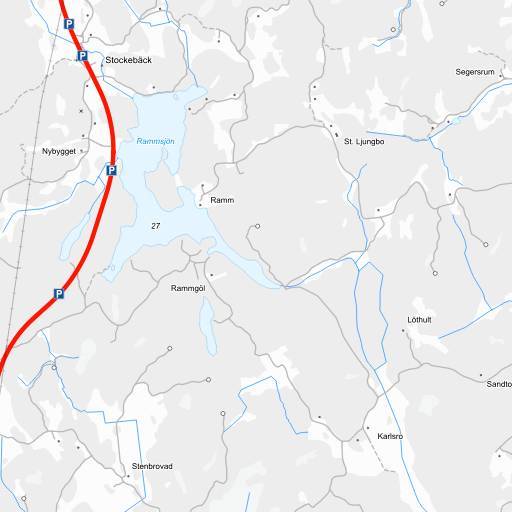 P
P
Stockebäck
Segersrum
Rammsjön
St. Ljungbo
Nybygget
P
Ramm
27
Rammgöl
P
Löthult
Sandto
Karlsro
Stenbrovad